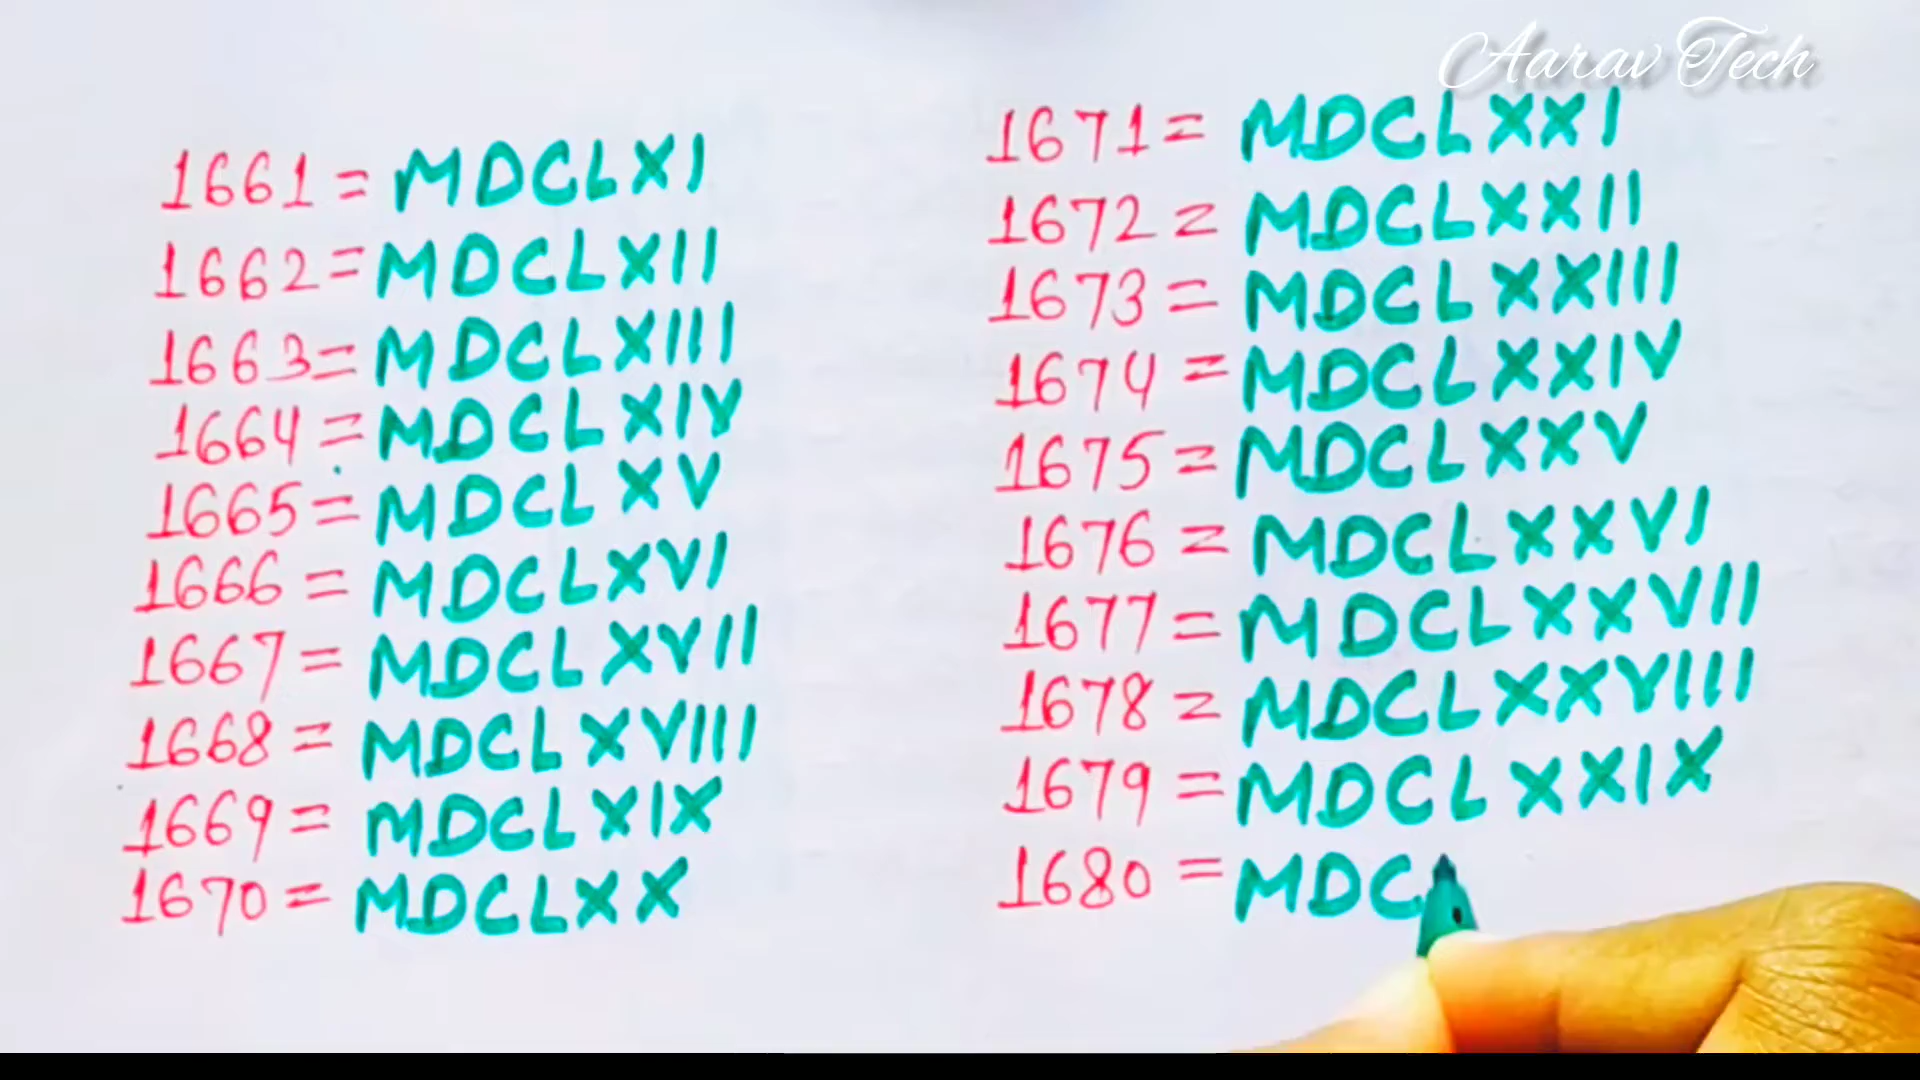 Aarav Tech
1661 = MDCLXI
1662 = MDCLXII
1663 = MDCLXIII
1664 = MDCLXIV
1665 = MDCLXV
1666 = MDCLXVI
1667 = MDCLXVII
1668 = MDCLXVIII
1669 = MDCLXIX
1670 = MDCLXX
1671 = MDCLXXI
1672 = MDCLXXII
1673 = MDCLXXIII
1674 = MDCLXXIV
1675 = MDCLXXV
1676 = MDCLXXVI
1677 = MDCLXXVII
1678 = MDCLXXVIII
1679 = MDCLXXIX
1680 = MDC